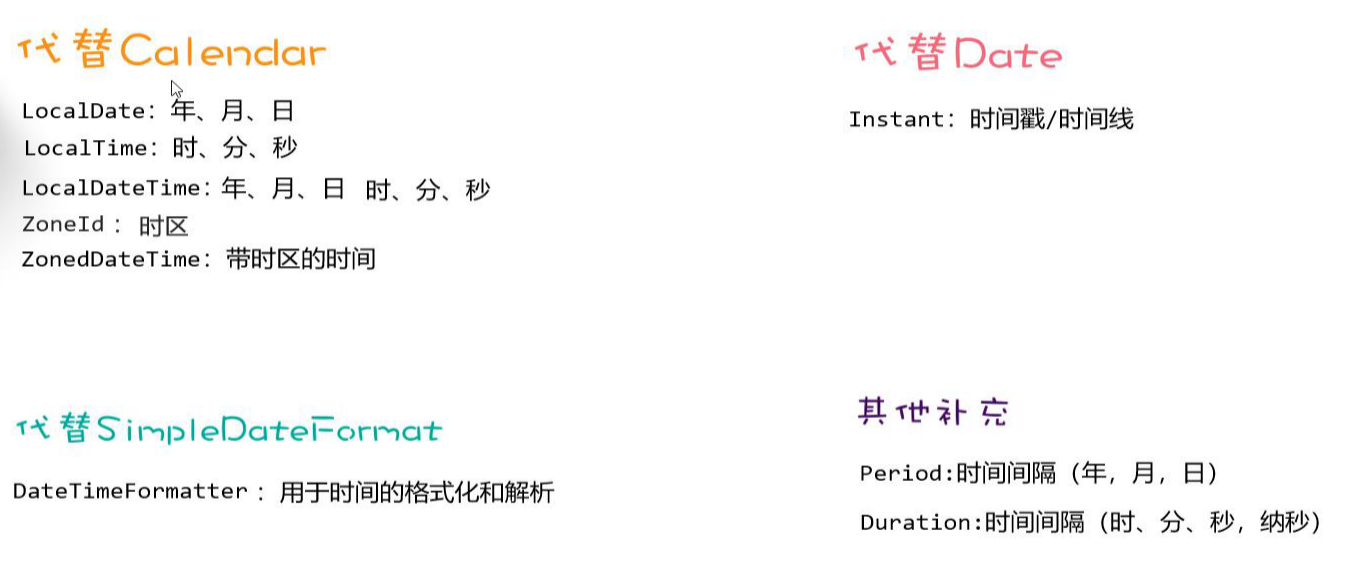 代替Calendar
LocalDate：年、月、日
LocalTime：时、分、秒
LocalDateTime：年、月、日 时、分、秒
ZoneId：时区
ZonedDateTime：带时区的时间
代替Date
Instant：时间戳/时间线
代替SimpleDateFormat
DateTimeFormatter：用于时间的格式化和解析
其他补充
Period:时间间隔（年，月，日）
Duration:时间间隔（时、分、秒，纳秒）